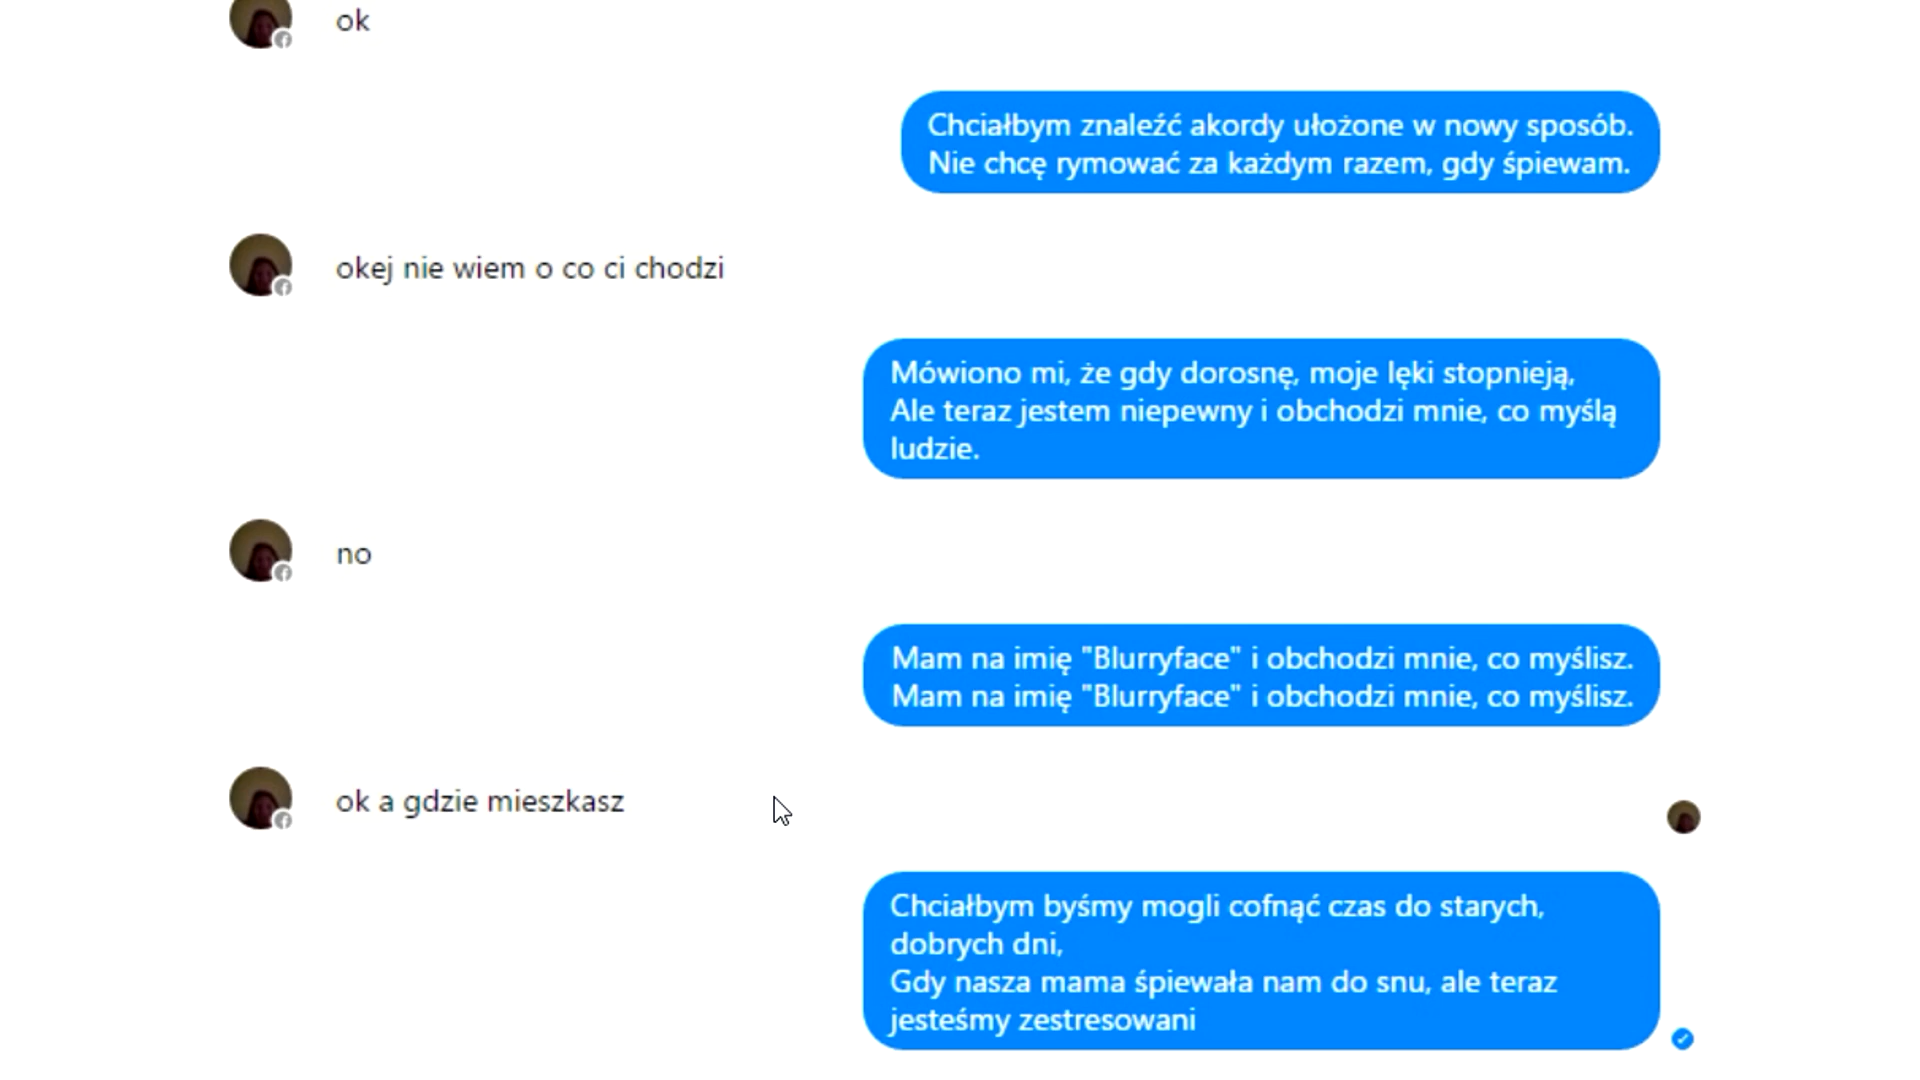 ok
Chciałbym znaleźć akordy ułożone w nowy sposób.
Nie chcę rymować za każdym razem, gdy śpiewam.
okej nie wiem o co ci chodzi
Mówiono mi, że gdy dorosnę, moje lęki stopnieją,
Ale teraz jestem niepewny i obchodzi mnie, co myślą
ludzie.
no
Mam na imię "Blurryface" i obchodzi mnie, co myślisz.
Mam na imię "Blurryface" i obchodzi mnie, co myślisz.
ok a gdzie mieszkasz
Chciałbym byśmy mogli cofnąć czas do starych,
dobrych dni,
Gdy nasza mama śpiewała nam do snu, ale teraz
jesteśmy zestresowani